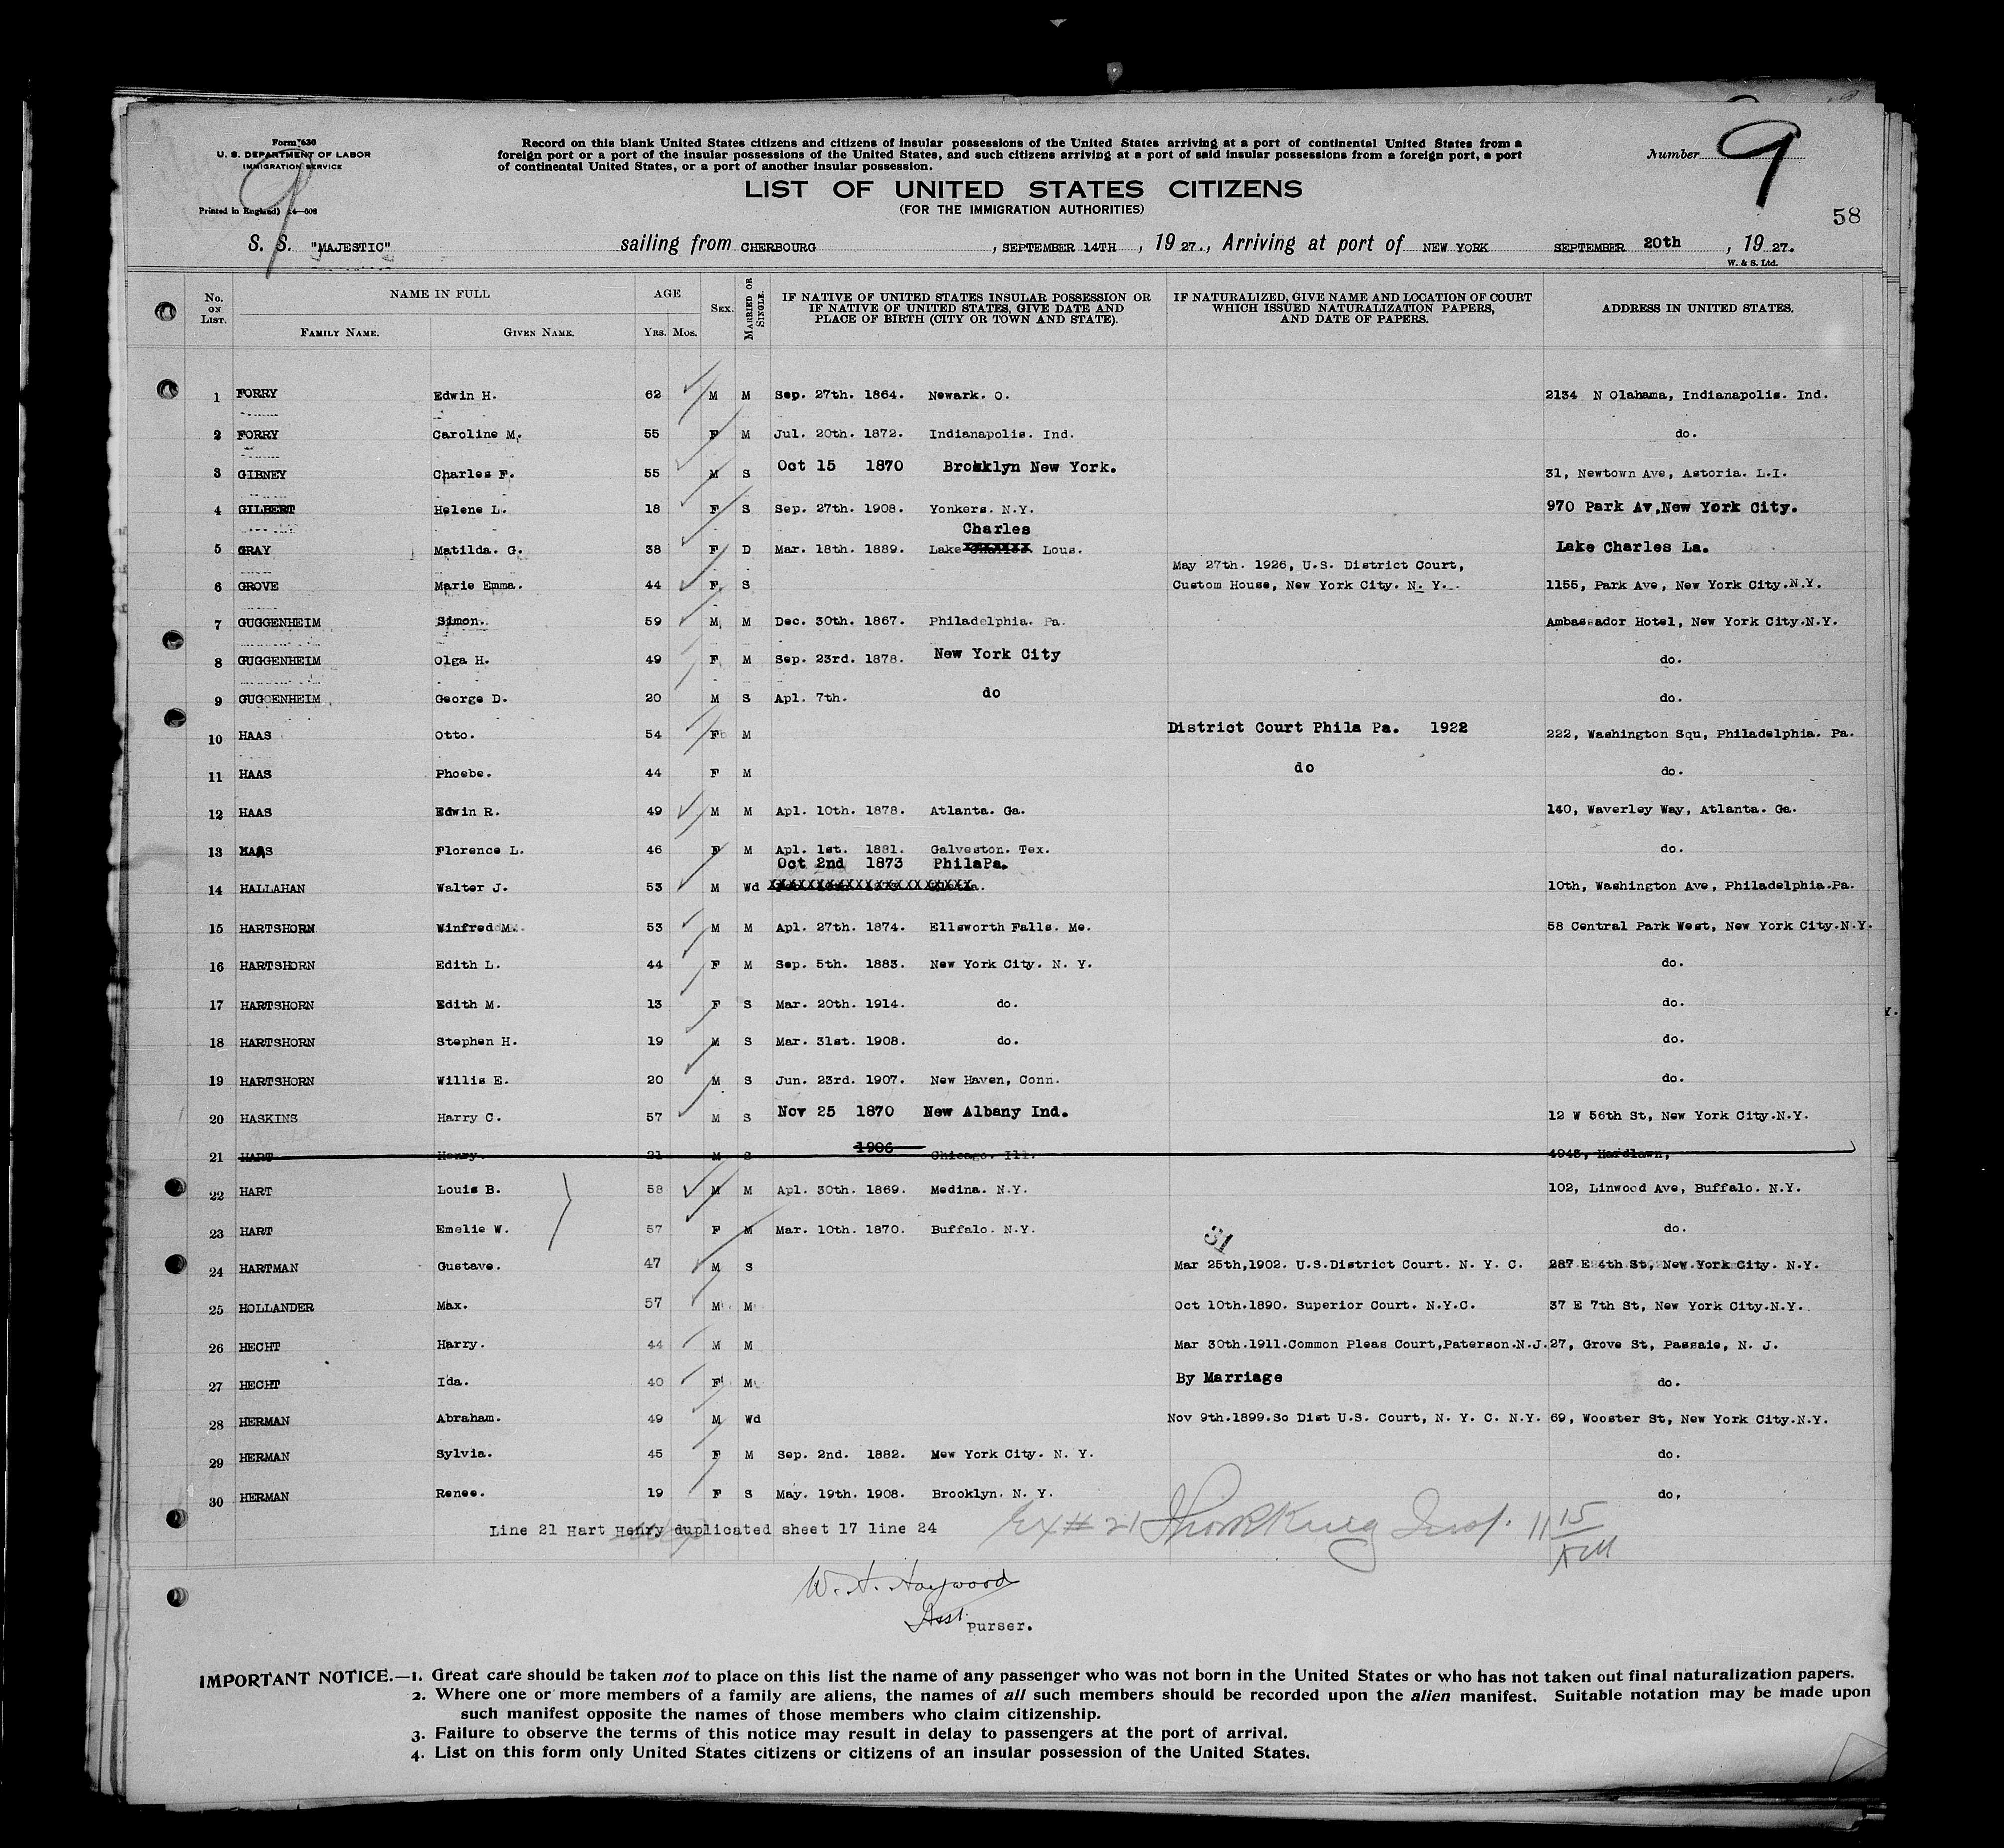 Form 630
U. S. DEPARTMENT OF LABOR
IMMIGRATION SERVICE
Printed in England) 24—608
9
Record on this blank United States citizens and citizens of insular possessions of the United States arriving at a port of continental United States from a
foreign port or a port of the insular possessions of the United States, and such citizens arriving at a port of said insular possessions from a foreign port, a port
of continental United States, or a port of another insular possession.
Number 9
LIST OF UNITED STATES CITIZENS
(FOR THE IMMIGRATION AUTHORITIES)
58
S. S. "MAJESTIC" sailing from CHERBOURG , SEPTEMBER 14TH , 19 27., Arriving at port of NEW YORK SEPTEMBER 20th , 19 27.
W. & S. Ltd.
No. ON LIST. NAME IN FULL FAMILY NAME. GIVEN NAME. AGE YRS. MOS. SEX. MARRIED OR SINGLE. IF NATIVE OF UNITED STATES INSULAR POSSESSION OR IF NATIVE OF UNITED STATES, GIVE DATE AND PLACE OF BIRTH (CITY OR TOWN AND STATE). IF NATURALIZED, GIVE NAME AND LOCATION OF COURT WHICH ISSUED NATURALIZATION PAPERS, AND DATE OF PAPERS. ADDRESS IN UNITED STATES.
1 FORRY Edwin H. 62 M M Sep. 27th. 1864. Newark. O. 2134 N Olahama, Indianapolis. Ind.
2 FORRY Caroline M. 55 F M Jul. 20th. 1872. Indianapolis. Ind. do.
3 GIBNEY Charles F. 55 M S Oct 15 1870 Brooklyn New York. 31, Newtown Ave, Astoria. L.I.
4 GILBERT Helene L. 18 F S Sep. 27th. 1908. Yonkers. N.Y. 970 Park Av,New York City.
Charles
5 GRAY Matilda. G. 38 F D Mar. 18th. 1889. Lake Lous. Lake Charles La.
May 27th. 1926, U.S. District Court,
6 GROVE Marie Emma. 44 F S Custom House, New York City. N. Y. 1155, Park Ave, New York City.N.Y.
7 GUGGENHEIM Simon. 59 M M Dec. 30th. 1867. Philadelphia. Pa. Ambassador Hotel, New York City.N.Y.
8 GUGGENHEIM Olga H. 49 F M Sep. 23rd. 1878. New York City do.
9 GUGGENHEIM George D. 20 M S Apl. 7th. do do.
10 HAAS Otto. 54 F M District Court Phila Pa. 1922 222, Washington Squ, Philadelphia. Pa.
11 HAAS Phoebe. 44 F M do do.
12 HAAS Edwin R. 49 M M Apl. 10th. 1878. Atlanta. Ga. 140, Waverley Way, Atlanta. Ga.
13 HAAS Florence L. 46 F M Apl. 1st. 1881. Galveston. Tex. do.
Oct 2nd 1873 PhilaPa.
14 HALLAHAN Walter J. 53 M Wd 10th, Washington Ave, Philadelphia.Pa.
15 HARTSHORN Winfred M. 53 M M Apl. 27th. 1874. Ellsworth Falls. Me. 58 Central Park West, New York City.N.Y.
16 HARTSHORN Edith L. 44 F M Sep. 5th. 1883. New York City. N. Y. do.
17 HARTSHORN Edith M. 13 F S Mar. 20th. 1914. do. do.
18 HARTSHORN Stephen H. 19 M S Mar. 31st. 1908. do. do.
19 HARTSHORN Willis E. 20 M S Jun. 23rd. 1907. New Haven, Conn. do.
20 HASKINS Harry C. 57 M S Nov 25 1870 New Albany Ind. 12 W 56th St, New York City.N.Y.
21 HART Henry. 21 M S 1906 Chicago. Ill. 4943, Hardlawn,
22 HART Louis B. 58 M M Apl. 30th. 1869. Medina. N.Y. 102, Linwood Ave, Buffalo. N.Y.
23 HART Emelie W. 57 F M Mar. 10th. 1870. Buffalo. N.Y. do.
31
24 HARTMAN Gustave. 47 M S Mar 25th,1902. U.S.District Court. N. Y. C. 287 E 4th St, New York City. N.Y.
25 HOLLANDER Max. 57 M M Oct 10th.1890. Superior Court. N.Y.C. 37 E 7th St, New York City.N.Y.
26 HECHT Harry. 44 M M Mar 30th.1911.Common Pleas Court,Paterson.N.J. 27, Grove St, Passaie, N. J.
27 HECHT Ida. 40 F M By Marriage do.
28 HERMAN Abraham. 49 M Wd Nov 9th.1899.So Dist U.S. Court, N. Y. C. N.Y. 69, Wooster St, New York City.N.Y.
29 HERMAN Sylvia. 45 F M Sep. 2nd. 1882. Mew York City. N. Y. do.
30 HERMAN Renee. 19 F S May. 19th. 1908. Brooklyn. N. Y. do.
Line 21 Hart Henry duplicated sheet 17 line 24 Ex # 21 Insp. 11 15 AM
W. H. Haywood
Asst. purser.
IMPORTANT NOTICE.—1. Great care should be taken not to place on this list the name of any passenger who was not born in the United States or who has not taken out final naturalization papers.
2. Where one or more members of a family are aliens, the names of all such members should be recorded upon the alien manifest. Suitable notation may be made upon
such manifest opposite the names of those members who claim citizenship.
3. Failure to observe the terms of this notice may result in delay to passengers at the port of arrival.
4. List on this form only United States citizens or citizens of an insular possession of the United States.